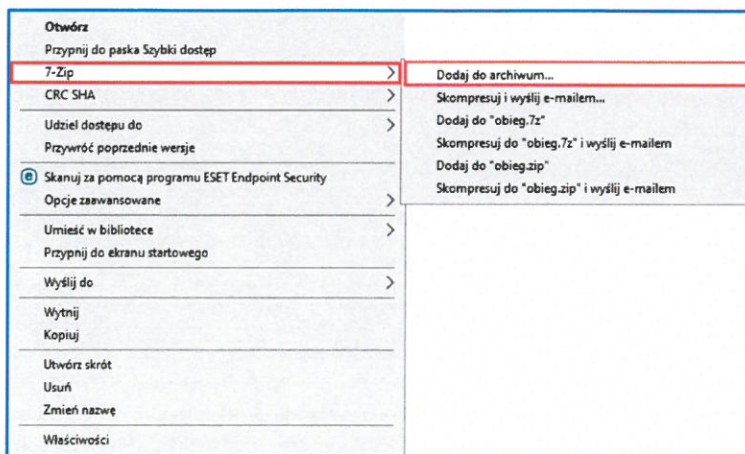 Otwórz
Przypnij do paska Szybki dostęp
7-Zip
CRC SHA
Udziel dostępu do
Przywróć poprzednie wersje
Skanuj za pomocą programu ESET Endpoint Security
Opcje zaawansowane
Umieść w bibliotece
Przypnij do ekranu startowego
Wyślij do
Wytnij
Kopiuj
Utwórz skrót
Usuń
Zmień nazwę
Właściwości
Dodaj do archiwum...
Skompresuj i wyślij e-mailem...
Dodaj do "obieg.7z"
Skompresuj do "obieg.7z" i wyślij e-mailem
Dodaj do "obieg.zip"
Skompresuj do "obieg.zip" i wyślij e-mailem